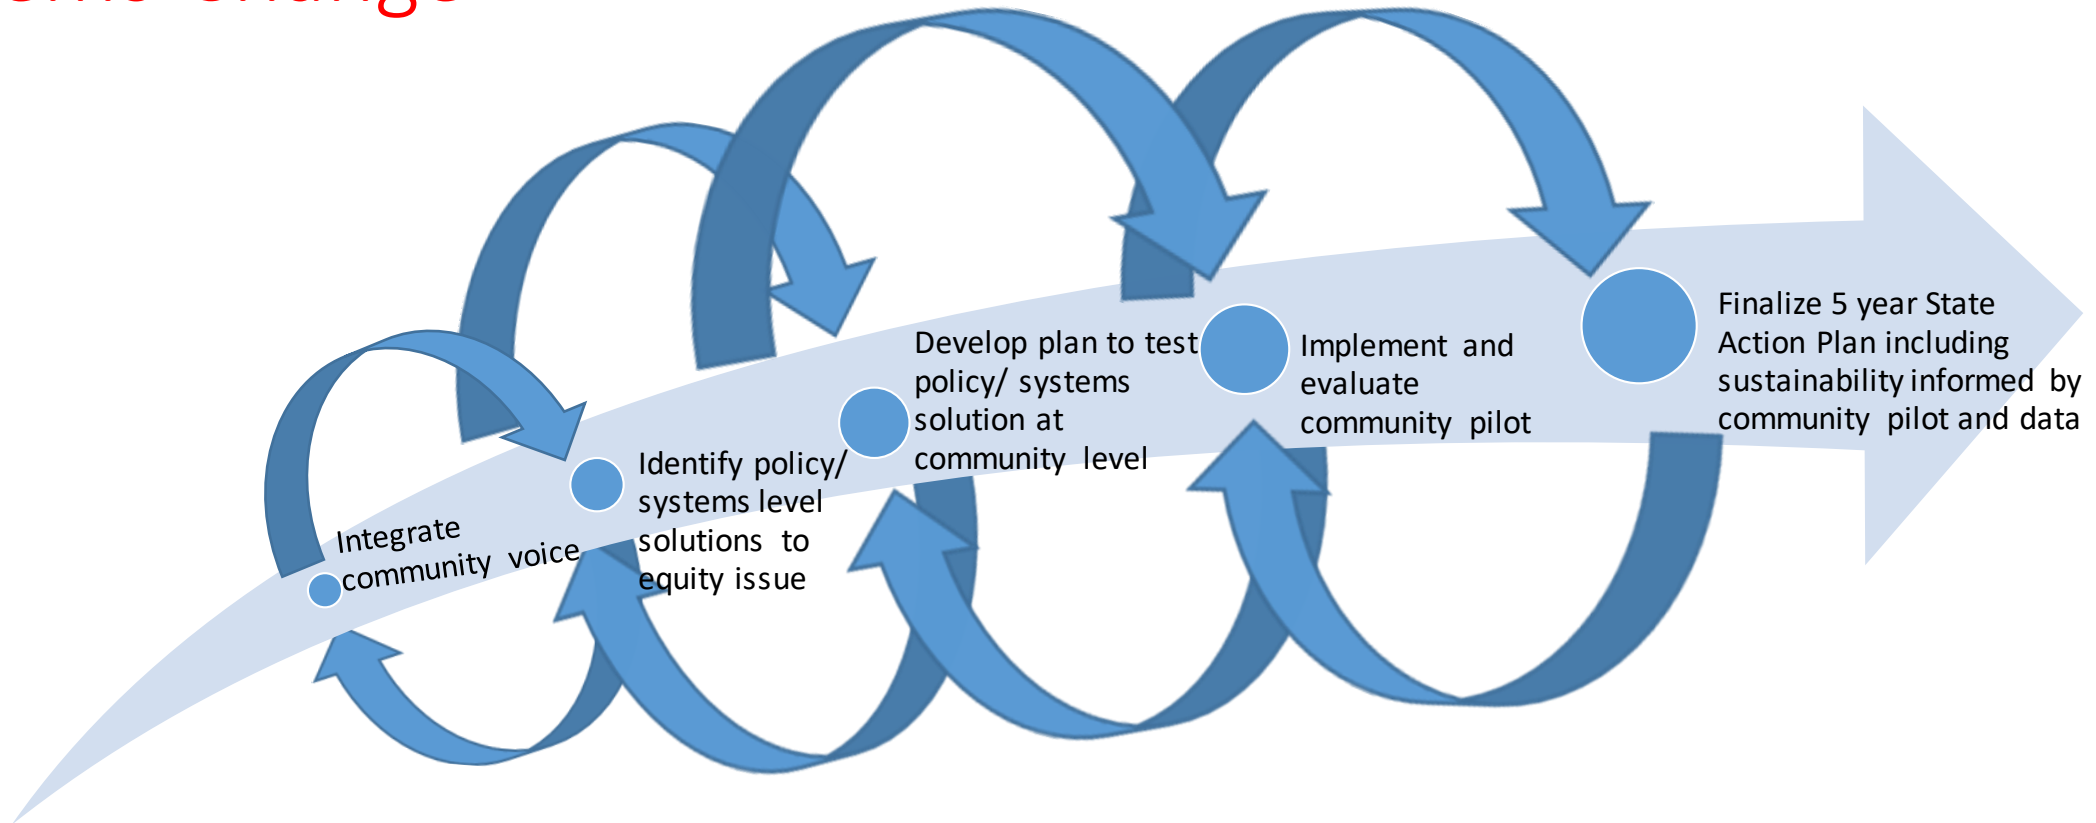 Integrate
community voice
Identify policy/
systems level
solutions to
equity issue
Develop plan to test
policy/ systems
solution at
community level
Implement and
evaluate
community pilot
Finalize 5 year State
Action Plan including
sustainability informed by
community pilot and data